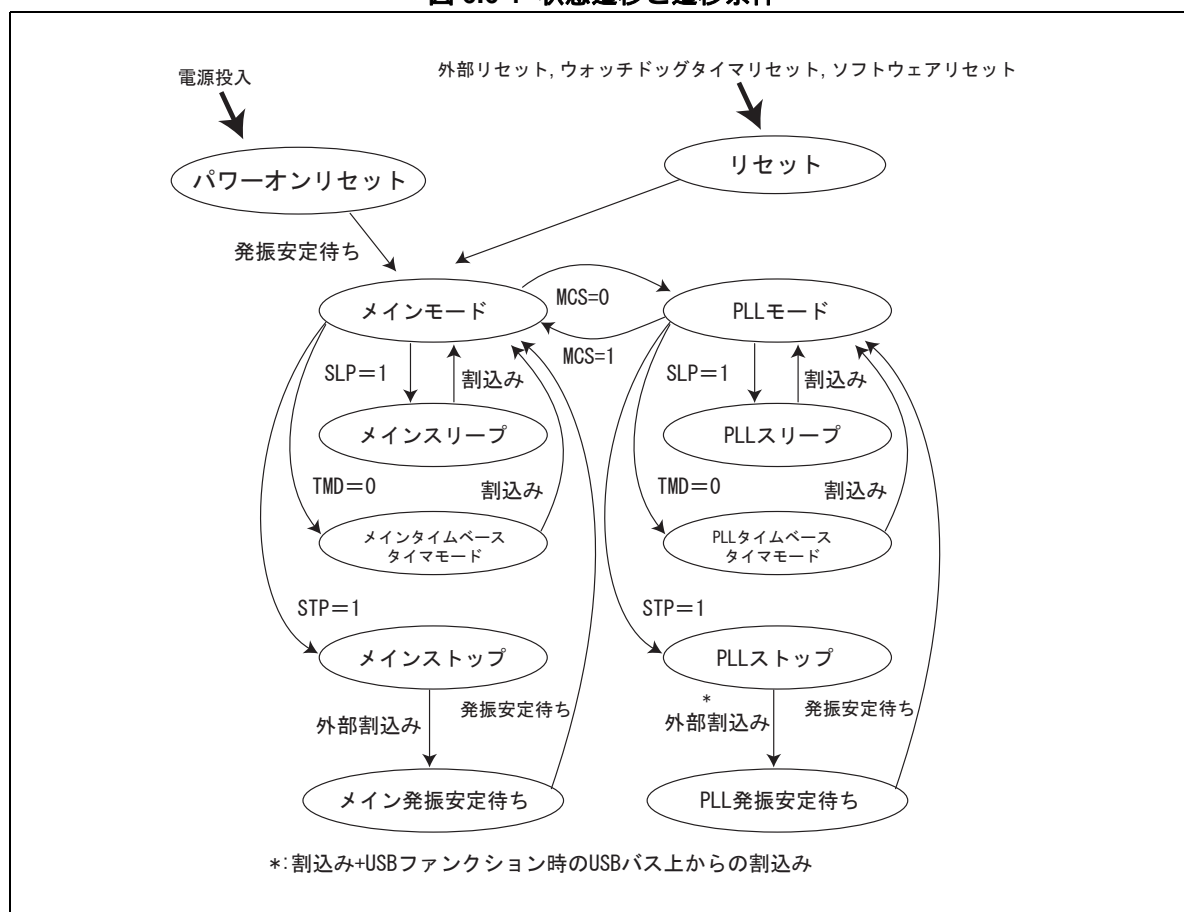 状態遷移と遷移条件
電源投入
外部リセット, ウォッチドッグタイマリセット, ソフトウェアリセット
パワーオンリセット
リセット
発振安定待ち
メインモード
MCS=0
PLLモード
MCS=1
SLP=1
割込み
SLP=1
割込み
メインスリープ
PLLスリープ
TMD=0
割込み
TMD=0
割込み
メインタイムベース
タイマモード
PLLタイムベース
タイマモード
STP=1
STP=1
メインストップ
PLLストップ
外部割込み
発振安定待ち
*
外部割込み
発振安定待ち
メイン発振安定待ち
PLL発振安定待ち
*:割込み+USBファンクション時のUSBバス上からの割込み